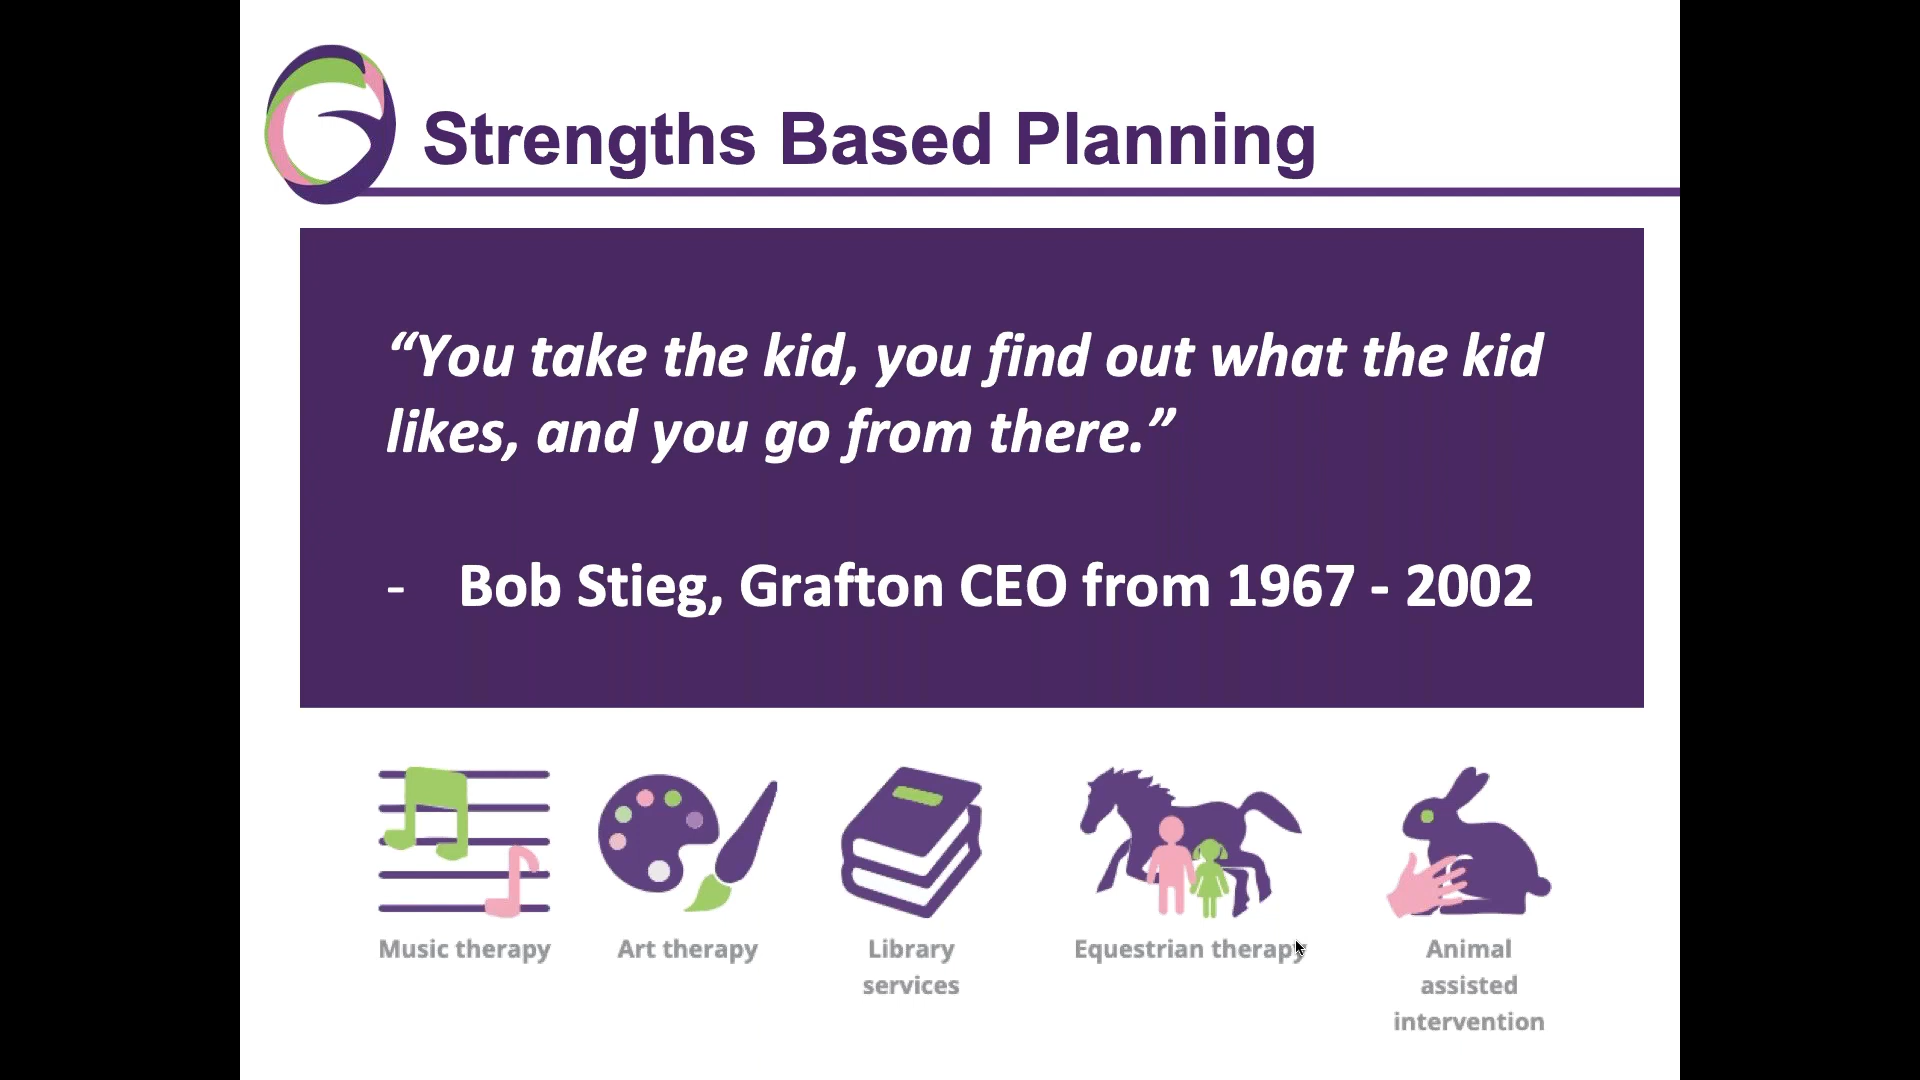 Strengths Based Planning
“You take the kid, you find out what the kid
likes, and you go from there.”
- Bob Stieg, Grafton CEO from 1967 - 2002
Music therapy
Art therapy
Library
services
Equestrian therapy
Animal
assisted
intervention